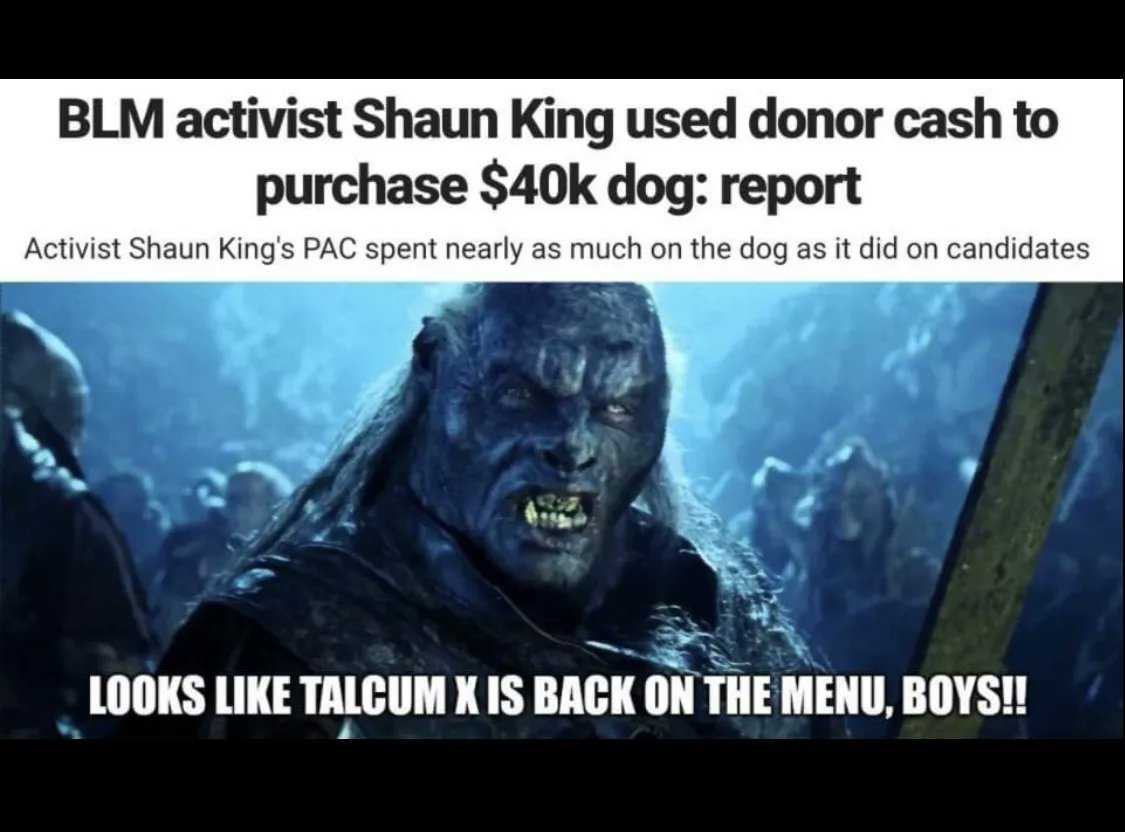 BLM activist Shaun King used donor cash to
purchase $40k dog: report
Activist Shaun King's PAC spent nearly as much on the dog as it did on candidates
LOOKS LIKE TALCUM X IS BACK ON THE MENU, BOYS!!